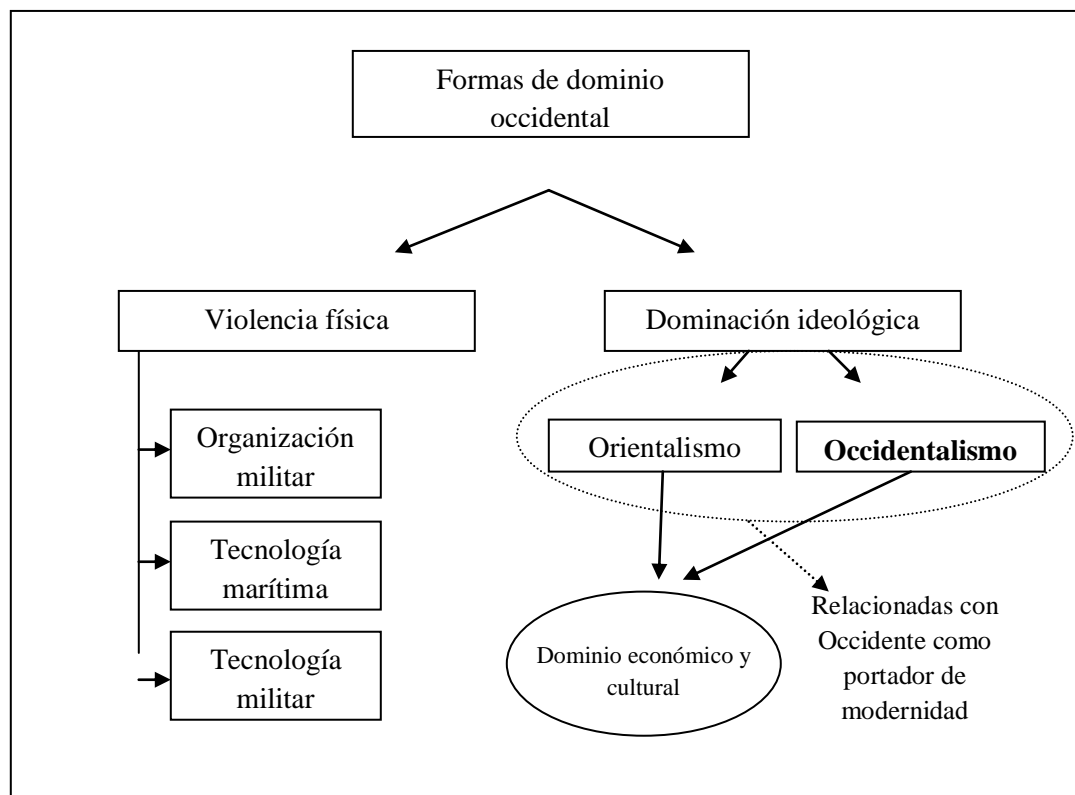 Formas de dominio
occidental
Violencia física
Dominación ideológica
Organización
militar
Tecnología
marítima
Tecnología
militar
Orientalismo
Occidentalismo
Dominio económico y
cultural
Relacionadas con
Occidente como
portador de
modernidad